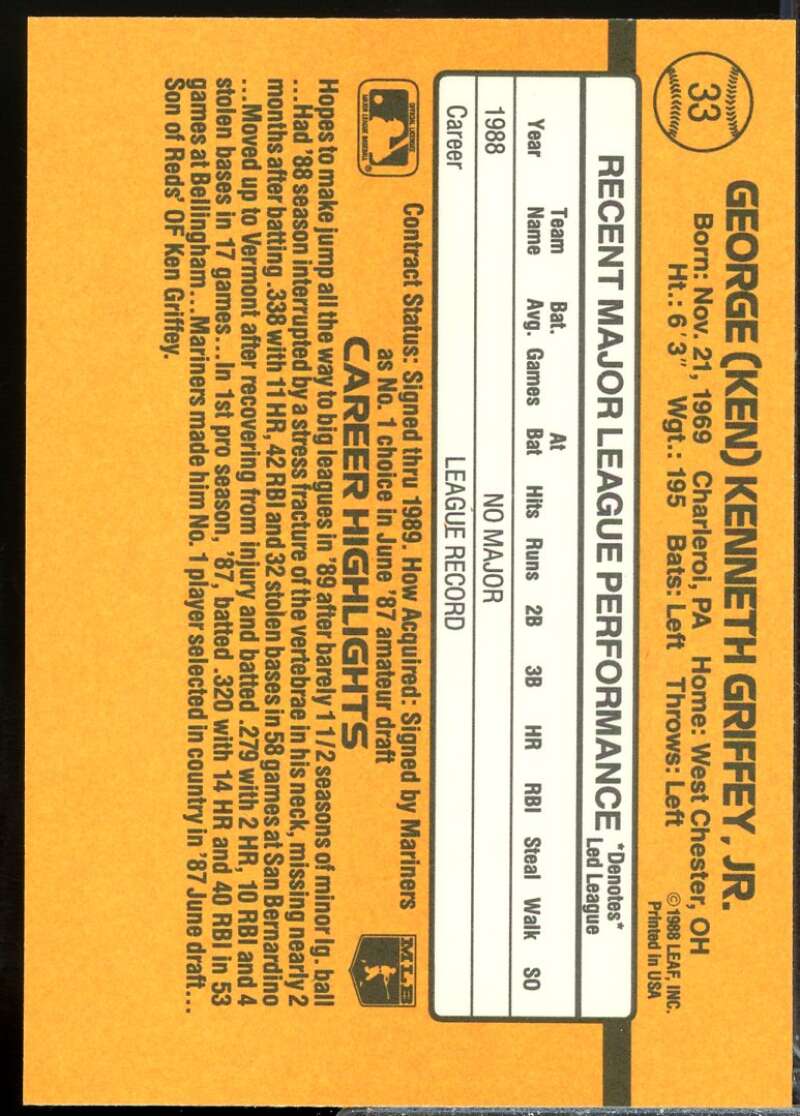 33
GEORGE (KEN) KENNETH GRIFFEY, JR.
Born: Nov. 21, 1969 Charleroi, PA Home: West Chester, OH
Ht.: 6'3" Wgt.: 195 Bats: Left Throws: Left
©1988 LEAF, INC.
Printed in USA
RECENT MAJOR LEAGUE PERFORMANCE *Denotes*
Led League
Team Bat. At
Year Name Avg. Games Bat Hits Runs 2B 3B HR RBI Steal Walk SO
1988 NO MAJOR
Career LEAGUE RECORD
OFFICIAL LICENSEE
MAJOR LEAGUE BASEBALL
Contract Status: Signed thru 1989. How Acquired: Signed by Mariners
as No. 1 choice in June '87 amateur draft
MLB
CAREER HIGHLIGHTS
Hopes to make jump all the way to big leagues in '89 after barely 1 1/2 seasons of minor lg. ball
...Had '88 season interrupted by a stress fracture of the vertebrae in his neck, missing nearly 2
months after batting .338 with 11 HR, 42 RBI and 32 stolen bases in 58 games at San Bernardino
...Moved up to Vermont after recovering from injury and batted .279 with 2 HR, 10 RBI and 4
stolen bases in 17 games...In 1st pro season, '87, batted .320 with 14 HR and 40 RBI in 53
games at Bellingham...Mariners made him No. 1 player selected in country in '87 June draft...
Son of Reds' OF Ken Griffey.